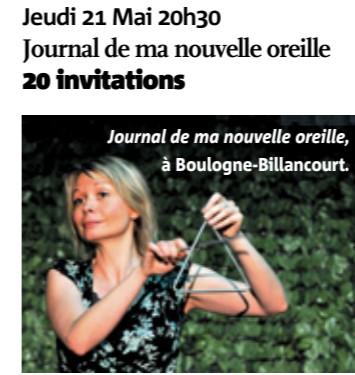 Jeudi 21 Mai 20h30
Journal de ma nouvelle oreille
20 invitations
Journal de ma nouvelle oreille,
à Boulogne-Billancourt.